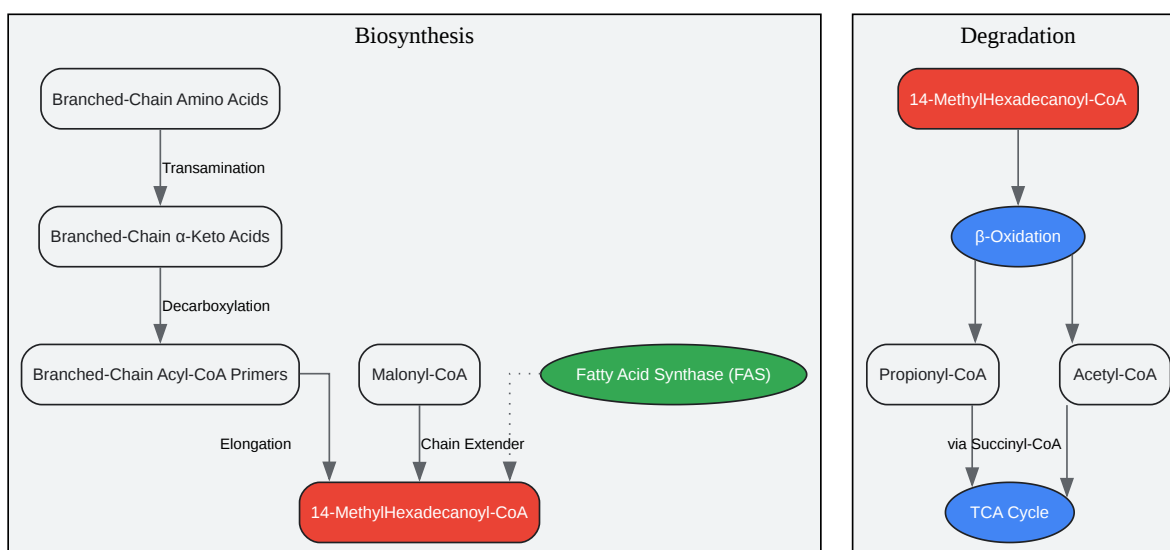 Biosynthesis
Branched-Chain Amino Acids
Transamination
Branched-Chain α-Keto Acids
Decarboxylation
Branched-Chain Acyl-CoA Primers
Malonyl-CoA
Fatty Acid Synthase (FAS)
Elongation
Chain Extender
14-MethylHexadecanoyl-CoA
Degradation
14-MethylHexadecanoyl-CoA
β-Oxidation
Propionyl-CoA
Acetyl-CoA
via Succinyl-CoA
TCA Cycle